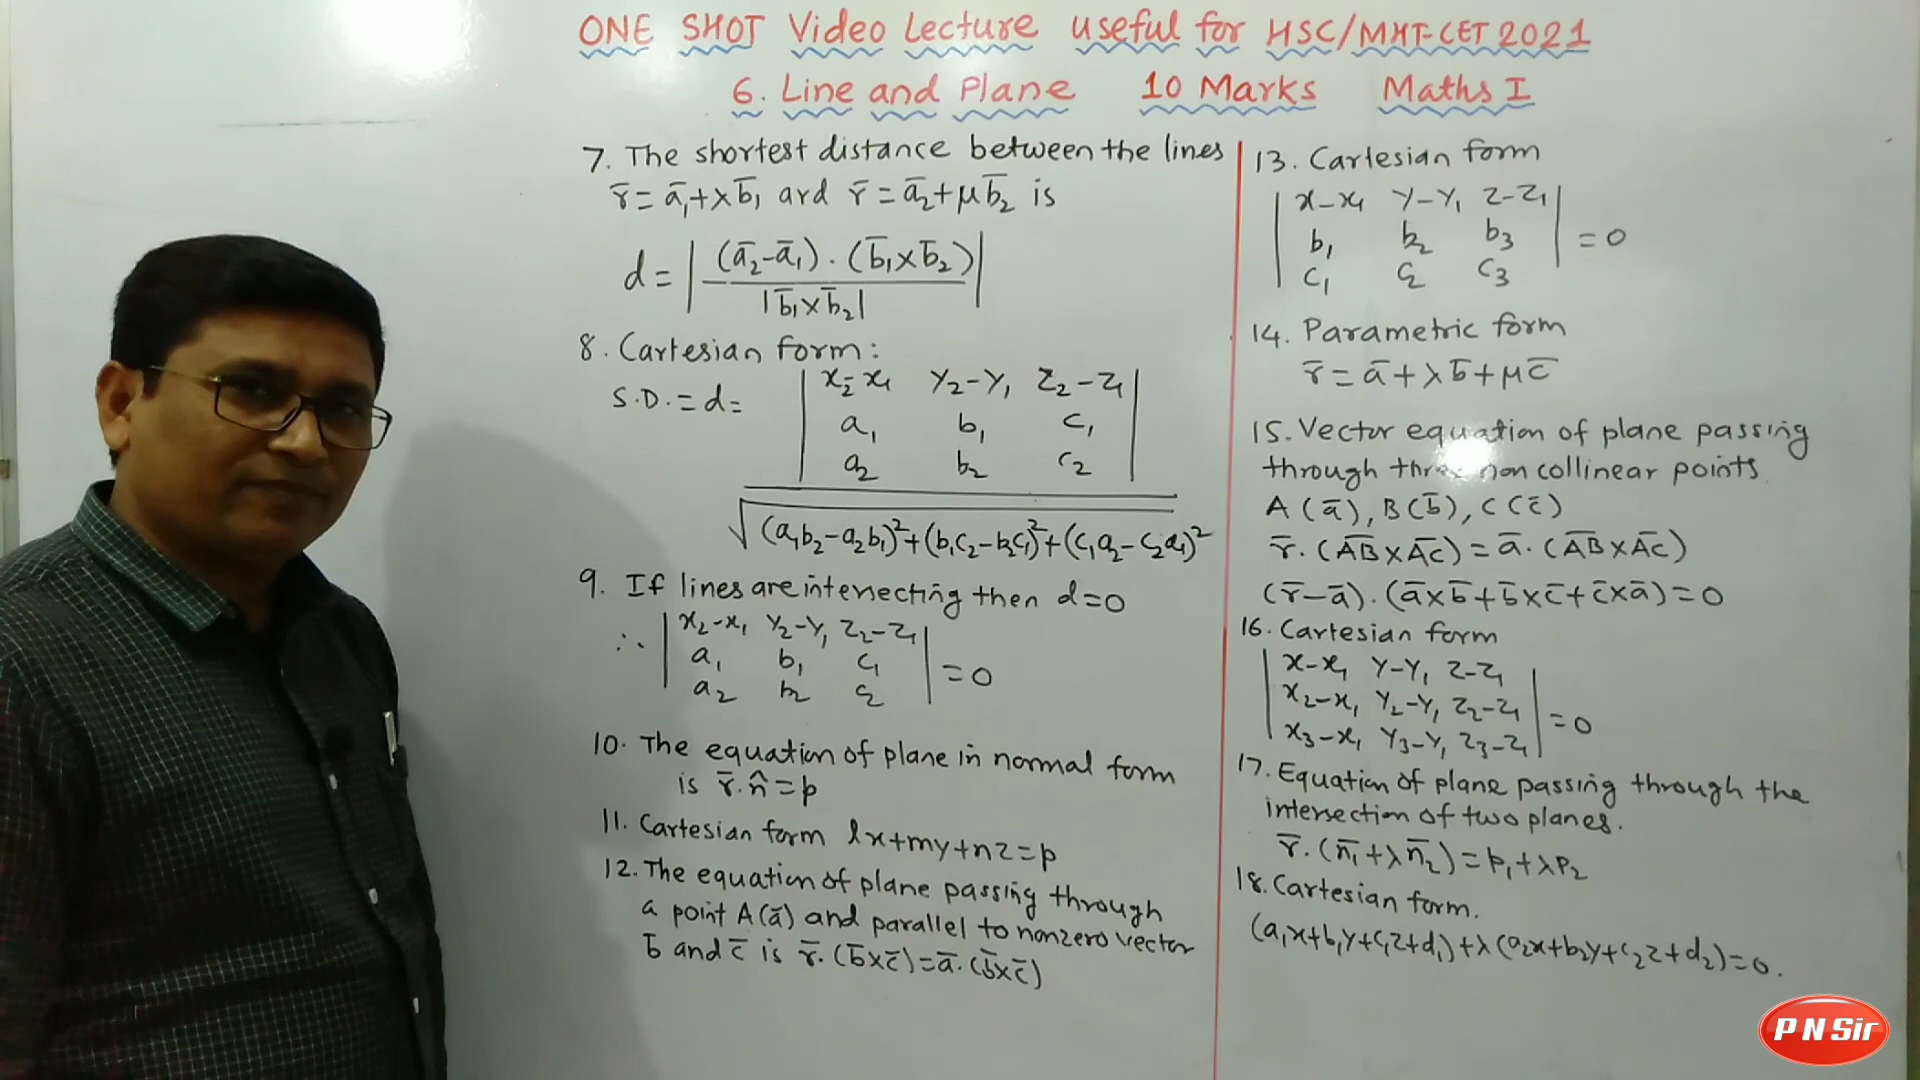 ONE SHOT Video Lecture useful for HSC/MHT-CET 2021
6. Line and Plane 10 Marks Maths I
7. The shortest distance between the lines
r̄ = ā₁+λb̄₁ and r̄ = ā₂+μb̄₂ is
d = | (ā₂-ā₁) . (b̄₁×b̄₂) |
|b̄₁×b̄₂|
8. Cartesian form :
S.D. = d =
| x₂-x₁ y₂-y₁ z₂-z₁ |
| a₁ b₁ c₁ |
| a₂ b₂ c₂ |
√(a₁b₂-a₂b₁)²+(b₁c₂-b₂c₁)²+(c₁a₂-c₂a₁)²
9. If lines are intersecting then d=0
∴ | x₂-x₁ y₂-y₁ z₂-z₁ |
| a₁ b₁ c₁ | = 0
| a₂ b₂ c₂ |
10. The equation of plane in normal form
is r̄.n̂ = p
11. Cartesian form lx+my+nz=p
12. The equation of plane passing through
a point A(ā) and parallel to nonzero vector
b̄ and c̄ is r̄.(b̄×c̄)=ā.(b̄×c̄)
13. Cartesian form
| x-x₁ y-y₁ z-z₁ |
| b₁ b₂ b₃ | = 0
| c₁ c₂ c₃ |
14. Parametric form
r̄ = ā+λb̄+μc̄
15. Vector equation of plane passing
through three non collinear points
A(ā), B(b̄), C(c̄)
r̄.(A̅B̅×A̅C̅)=ā.(A̅B̅×A̅C̅)
(r̄-ā).(ā×b̄+b̄×c̄+c̄×ā)=0
16. Cartesian form
| x-x₁ y-y₁ z-z₁ |
| x₂-x₁ y₂-y₁ z₂-z₁ | = 0
| x₃-x₁ y₃-y₁ z₃-z₁ |
17. Equation of plane passing through the
intersection of two planes.
r̄.(n̄₁+λn̄₂)=p₁+λp₂
18. Cartesian form.
(a₁x+b₁y+c₁z+d₁)+λ(a₂x+b₂y+c₂z+d₂)=0.
P N Sir